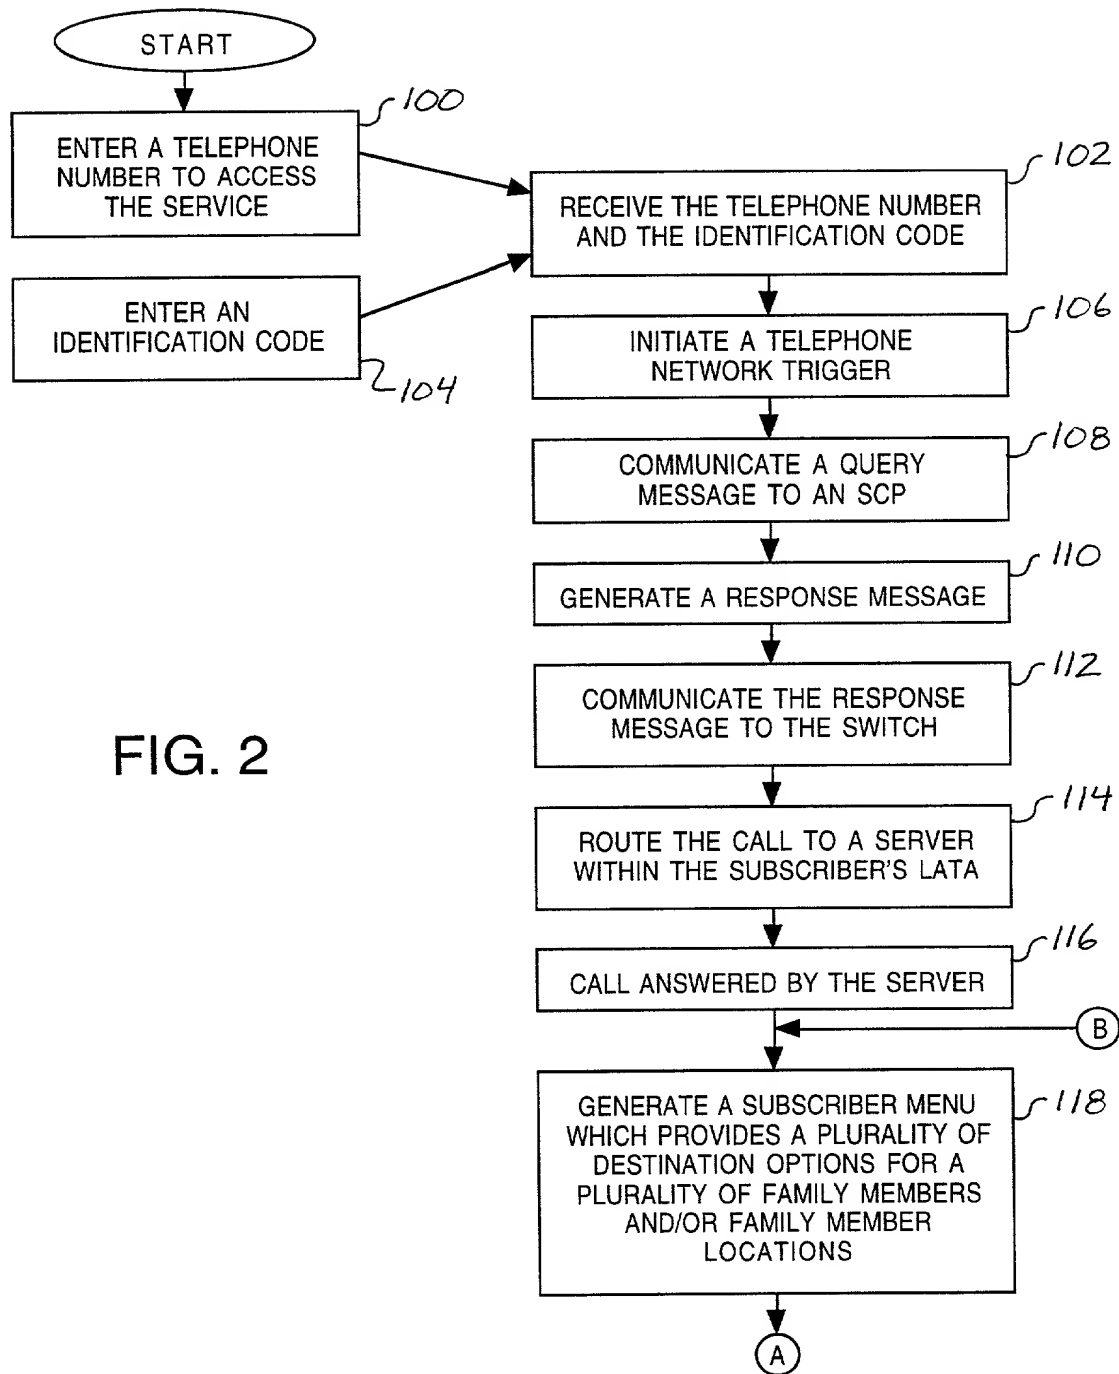 START
100
ENTER A TELEPHONE
NUMBER TO ACCESS
THE SERVICE
102
RECEIVE THE TELEPHONE NUMBER
AND THE IDENTIFICATION CODE
ENTER AN
IDENTIFICATION CODE
104
106
INITIATE A TELEPHONE
NETWORK TRIGGER
108
COMMUNICATE A QUERY
MESSAGE TO AN SCP
110
GENERATE A RESPONSE MESSAGE
112
COMMUNICATE THE RESPONSE
MESSAGE TO THE SWITCH
FIG. 2
114
ROUTE THE CALL TO A SERVER
WITHIN THE SUBSCRIBER'S LATA
116
CALL ANSWERED BY THE SERVER
B
118
GENERATE A SUBSCRIBER MENU
WHICH PROVIDES A PLURALITY OF
DESTINATION OPTIONS FOR A
PLURALITY OF FAMILY MEMBERS
AND/OR FAMILY MEMBER
LOCATIONS
A